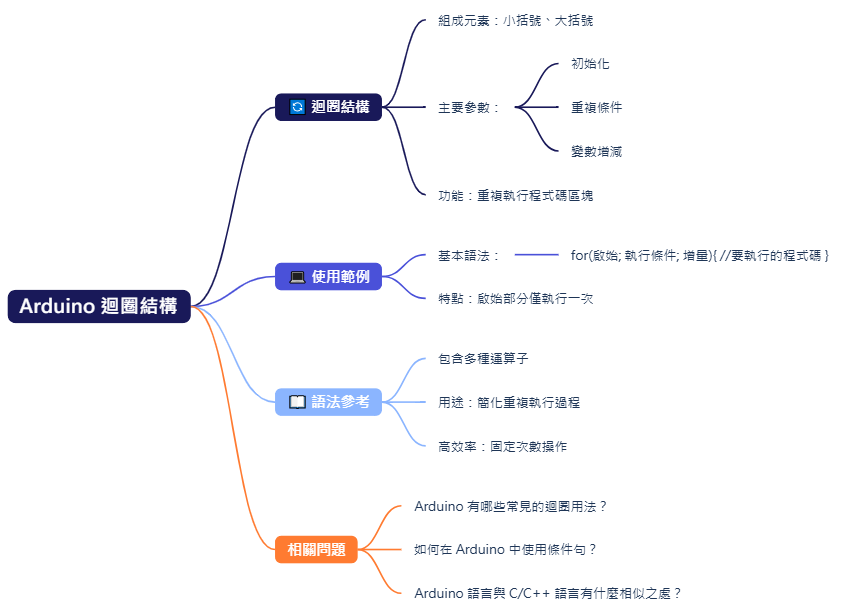 Arduino 迴圈結構
迴圈結構
組成元素：小括號、大括號
主要參數：
初始化
重複條件
變數增減
功能：重複執行程式碼區塊
使用範例
基本語法：
for(啟始; 執行條件; 增量){ //要執行的程式碼 }
特點：啟始部分僅執行一次
語法參考
包含多種運算子
用途：簡化重複執行過程
高效率：固定次數操作
相關問題
Arduino 有哪些常見的迴圈用法？
如何在 Arduino 中使用條件句？
Arduino 語言與 C/C++ 語言有什麼相似之處？